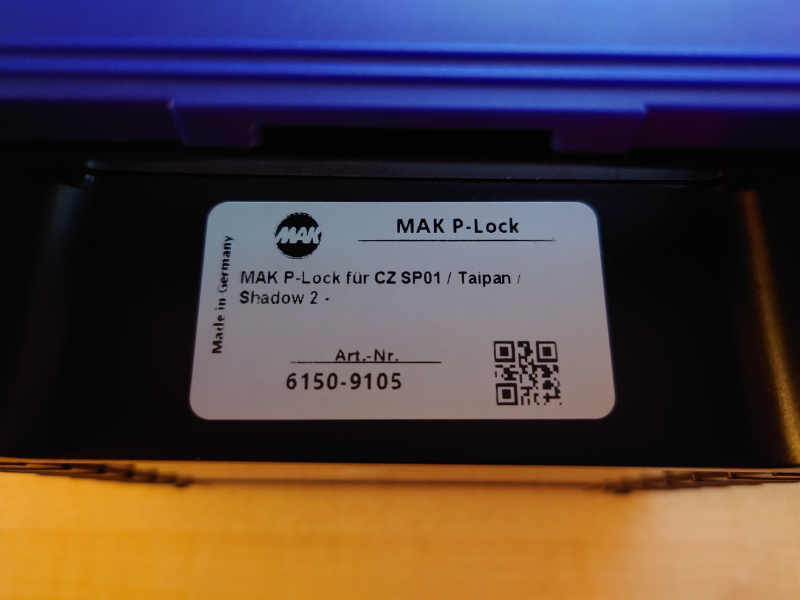 MAK
MAK P-Lock
Made in Germany
MAK P-Lock für CZ SP01 / Taipan /
Shadow 2 -
Art.-Nr.
6150-9105